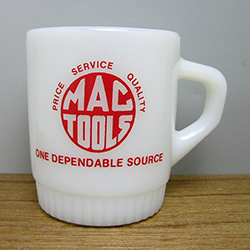 PRICE SERVICE QUALITY
MAC
TOOLS
ONE DEPENDABLE SOURCE